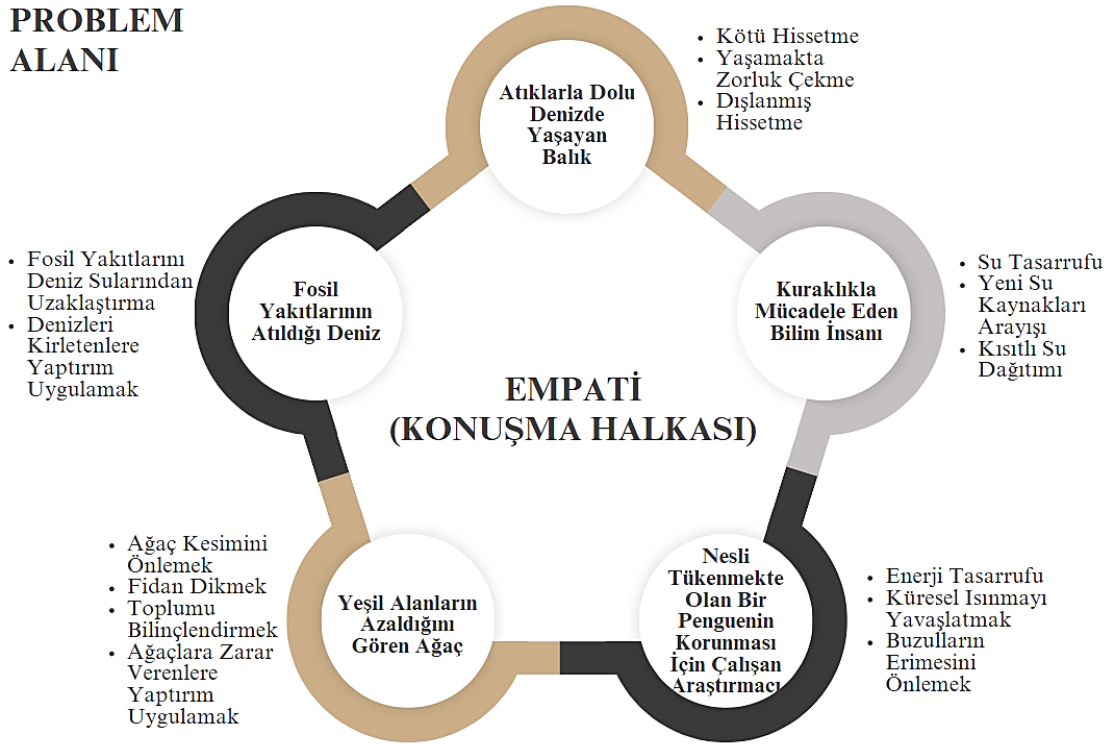 PROBLEM
ALANI
Atıklarla Dolu
Denizde
Yaşayan
Balık
• Kötü Hissetme
• Yaşamakta
Zorluk Çekme
• Dışlanmış
Hissetme
Kuraklıkla
Mücadele Eden
Bilim İnsanı
• Su Tasarrufu
• Yeni Su
Kaynakları
Arayışı
• Kısıtlı Su
Dağıtımı
Nesli
Tükenmekte
Olan Bir
Penguenin
Korunması
İçin Çalışan
Araştırmacı
• Enerji Tasarrufu
• Küresel Isınmayı
Yavaşlatmak
• Buzulların
Erimesini
Önlemek
Yeşil Alanların
Azaldığını
Gören Ağaç
• Ağaç Kesimini
Önlemek
• Fidan Dikmek
• Toplumu
Bilinçlendirmek
• Ağaçlara Zarar
Verenlere
Yaptırım
Uygulamak
Fosil
Yakıtlarının
Atıldığı Deniz
• Fosil Yakıtlarını
Deniz Sularından
Uzaklaştırma
• Denizleri
Kirletenlere
Yaptırım
Uygulamak
EMPATİ
(KONUŞMA HALKASI)